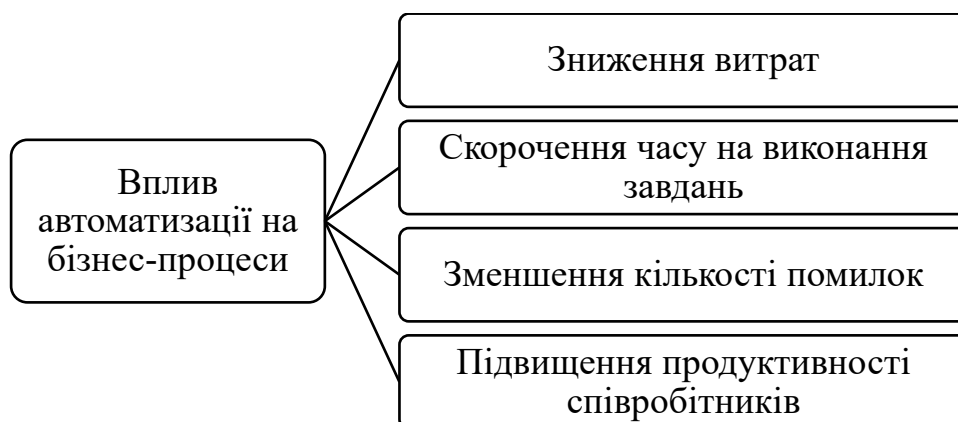 Вплив
автоматизації на
бізнес-процеси
Зниження витрат
Скорочення часу на виконання
завдань
Зменшення кількості помилок
Підвищення продуктивності
співробітників